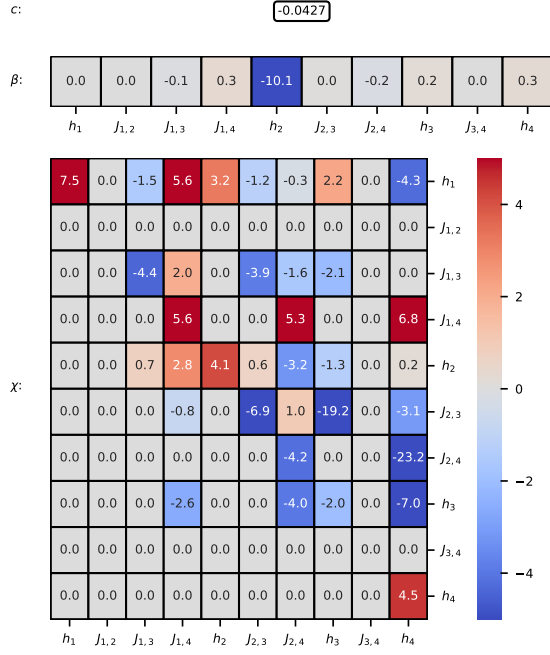 c: -0.0427
β: 0.0 0.0 -0.1 0.3 -10.1 0.0 -0.2 0.2 0.0 0.3
h₁ J₁,₂ J₁,₃ J₁,₄ h₂ J₂,₃ J₂,₄ h₃ J₃,₄ h₄
7.5 0.0 -1.5 5.6 3.2 -1.2 -0.3 2.2 0.0 -4.3 h₁
0.0 0.0 0.0 0.0 0.0 0.0 0.0 0.0 0.0 0.0 J₁,₂
4
0.0 0.0 -4.4 2.0 0.0 -3.9 -1.6 -2.1 0.0 0.0 J₁,₃
2
0.0 0.0 0.0 5.6 0.0 0.0 5.3 0.0 0.0 6.8 J₁,₄
0.0 0.0 0.7 2.8 4.1 0.6 -3.2 -1.3 0.0 0.2 h₂
χ: 0
0.0 0.0 0.0 -0.8 0.0 -6.9 1.0 -19.2 0.0 -3.1 J₂,₃
0.0 0.0 0.0 0.0 0.0 0.0 -4.2 0.0 0.0 -23.2 J₂,₄
−2
0.0 0.0 0.0 -2.6 0.0 0.0 -4.0 -2.0 0.0 -7.0 h₃
0.0 0.0 0.0 0.0 0.0 0.0 0.0 0.0 0.0 0.0 J₃,₄
−4
0.0 0.0 0.0 0.0 0.0 0.0 0.0 0.0 0.0 4.5 h₄
h₁ J₁,₂ J₁,₃ J₁,₄ h₂ J₂,₃ J₂,₄ h₃ J₃,₄ h₄